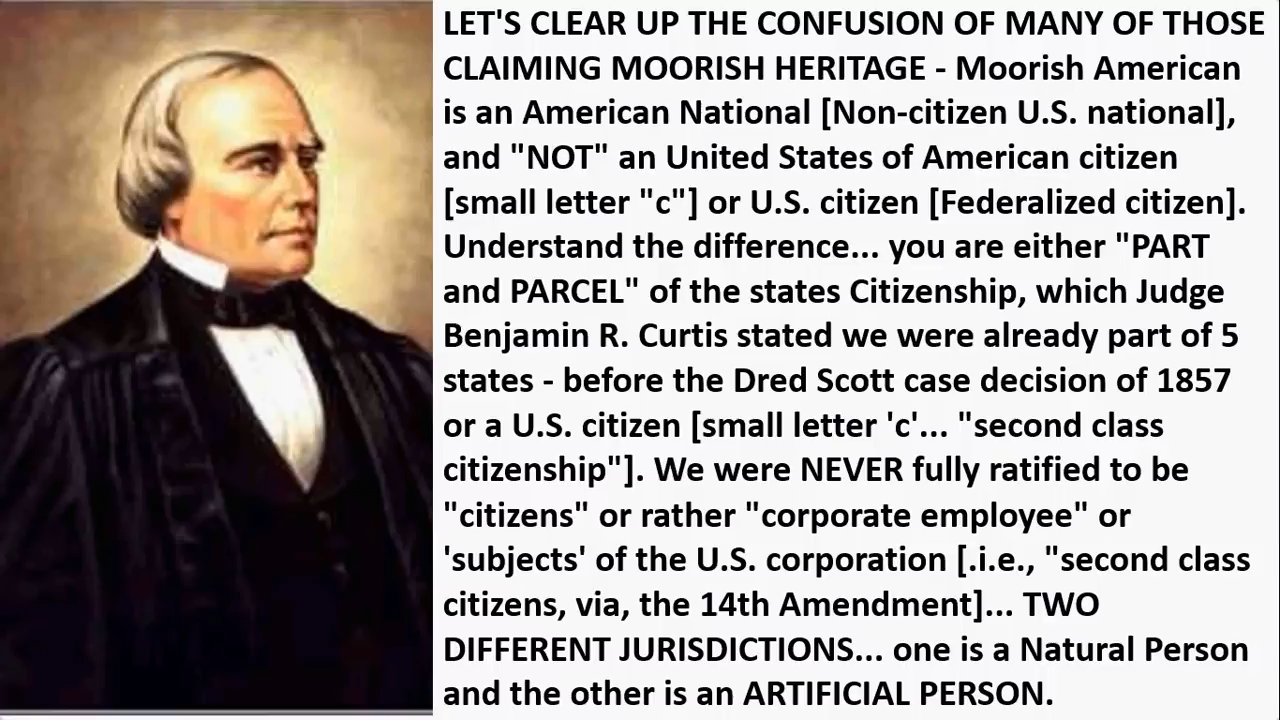 LET'S CLEAR UP THE CONFUSION OF MANY OF THOSE
CLAIMING MOORISH HERITAGE - Moorish American
is an American National [Non-citizen U.S. national],
and "NOT" an United States of American citizen
[small letter "c"] or U.S. citizen [Federalized citizen].
Understand the difference... you are either "PART
and PARCEL" of the states Citizenship, which Judge
Benjamin R. Curtis stated we were already part of 5
states - before the Dred Scott case decision of 1857
or a U.S. citizen [small letter 'c'... "second class
citizenship"]. We were NEVER fully ratified to be
"citizens" or rather "corporate employee" or
'subjects' of the U.S. corporation [.i.e., "second class
citizens, via, the 14th Amendment]... TWO
DIFFERENT JURISDICTIONS... one is a Natural Person
and the other is an ARTIFICIAL PERSON.